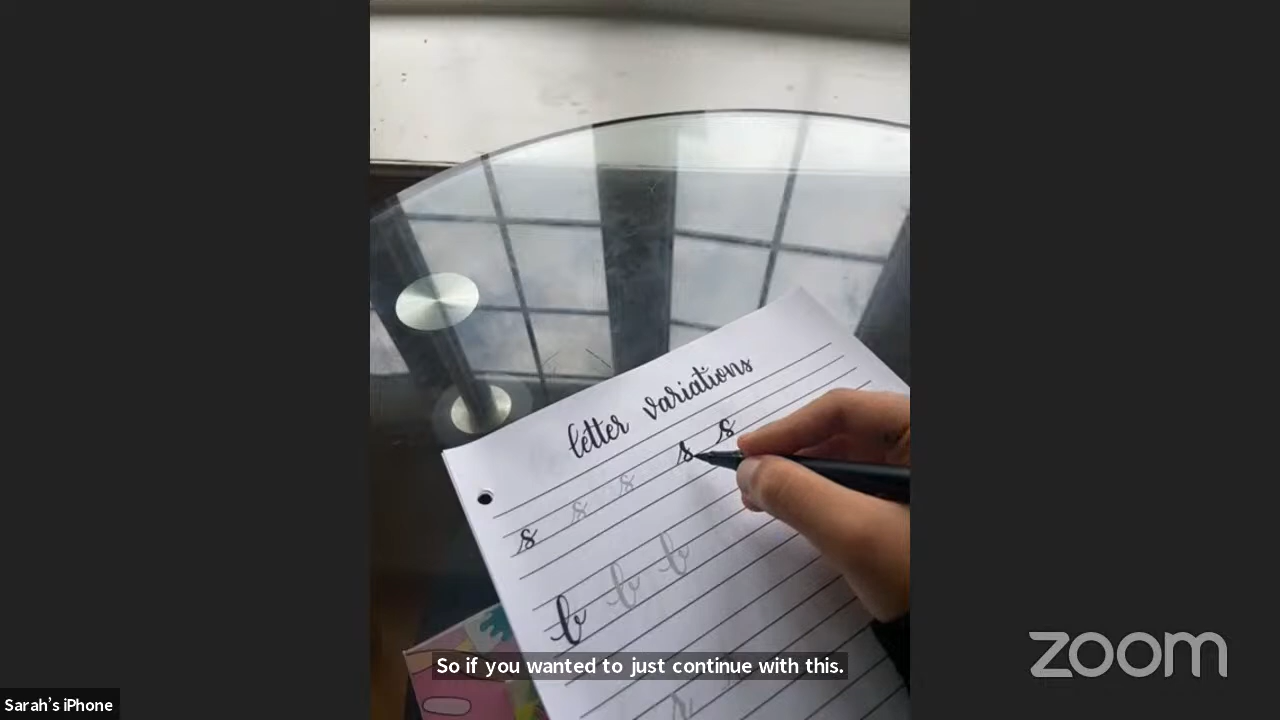 letter variations
s s s s s
b b b
So if you wanted to just continue with this.
zoom
Sarah's iPhone